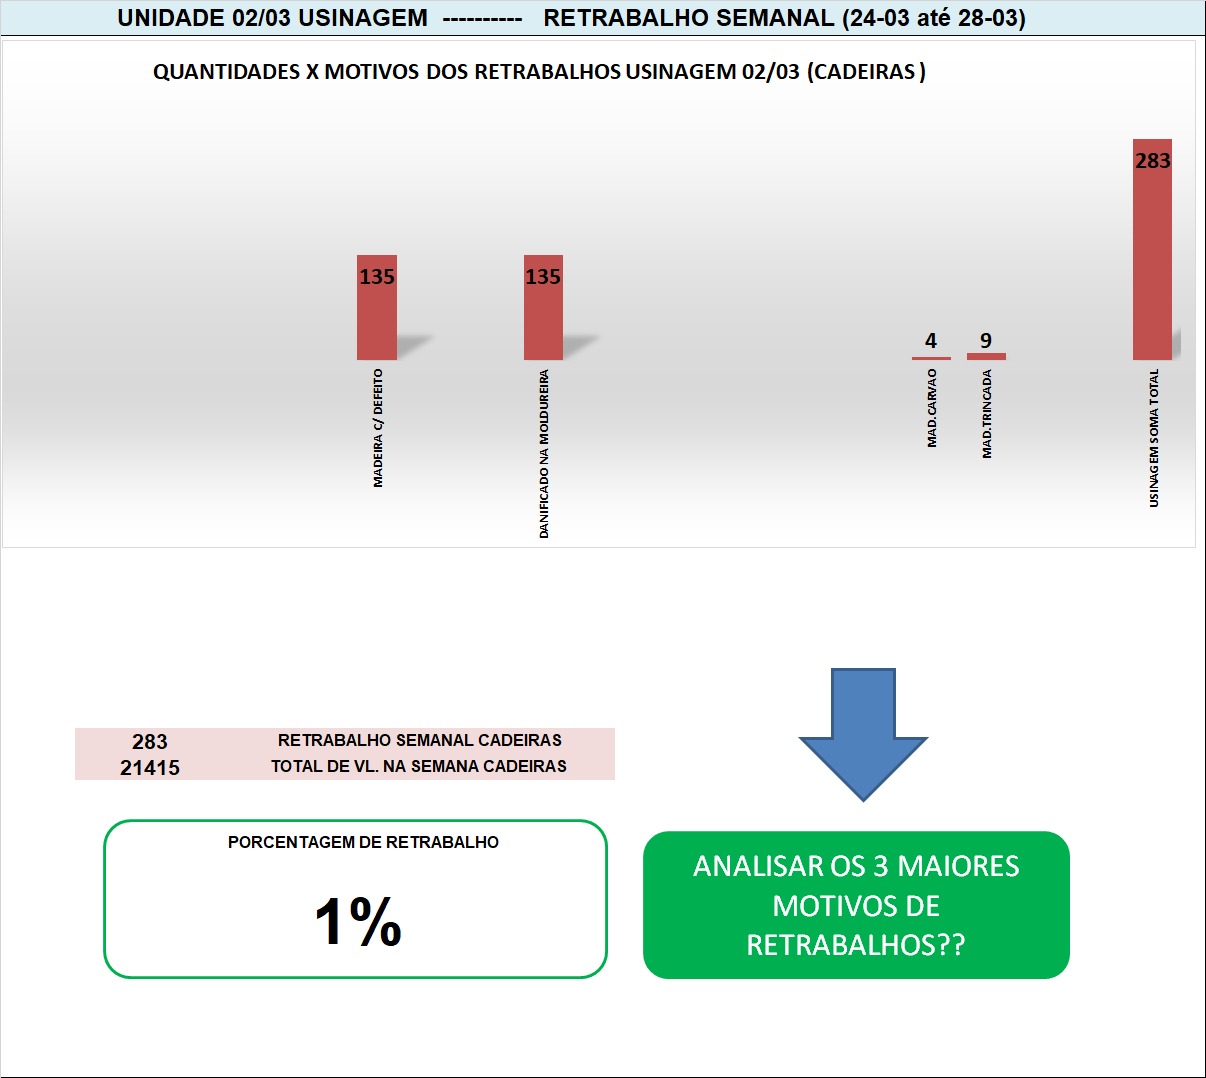 UNIDADE 02/03 USINAGEM ---------- RETRABALHO SEMANAL (24-03 até 28-03)
QUANTIDADES X MOTIVOS DOS RETRABALHOS USINAGEM 02/03 (CADEIRAS )
135
135
4
9
283
MADEIRA C/ DEFEITO
DANIFICADO NA MOLDUREIRA
MAD.CARVAO
MAD.TRINCADA
USINAGEM SOMA TOTAL
283 RETRABALHO SEMANAL CADEIRAS
21415 TOTAL DE VL. NA SEMANA CADEIRAS
PORCENTAGEM DE RETRABALHO
1%
ANALISAR OS 3 MAIORES
MOTIVOS DE
RETRABALHOS??